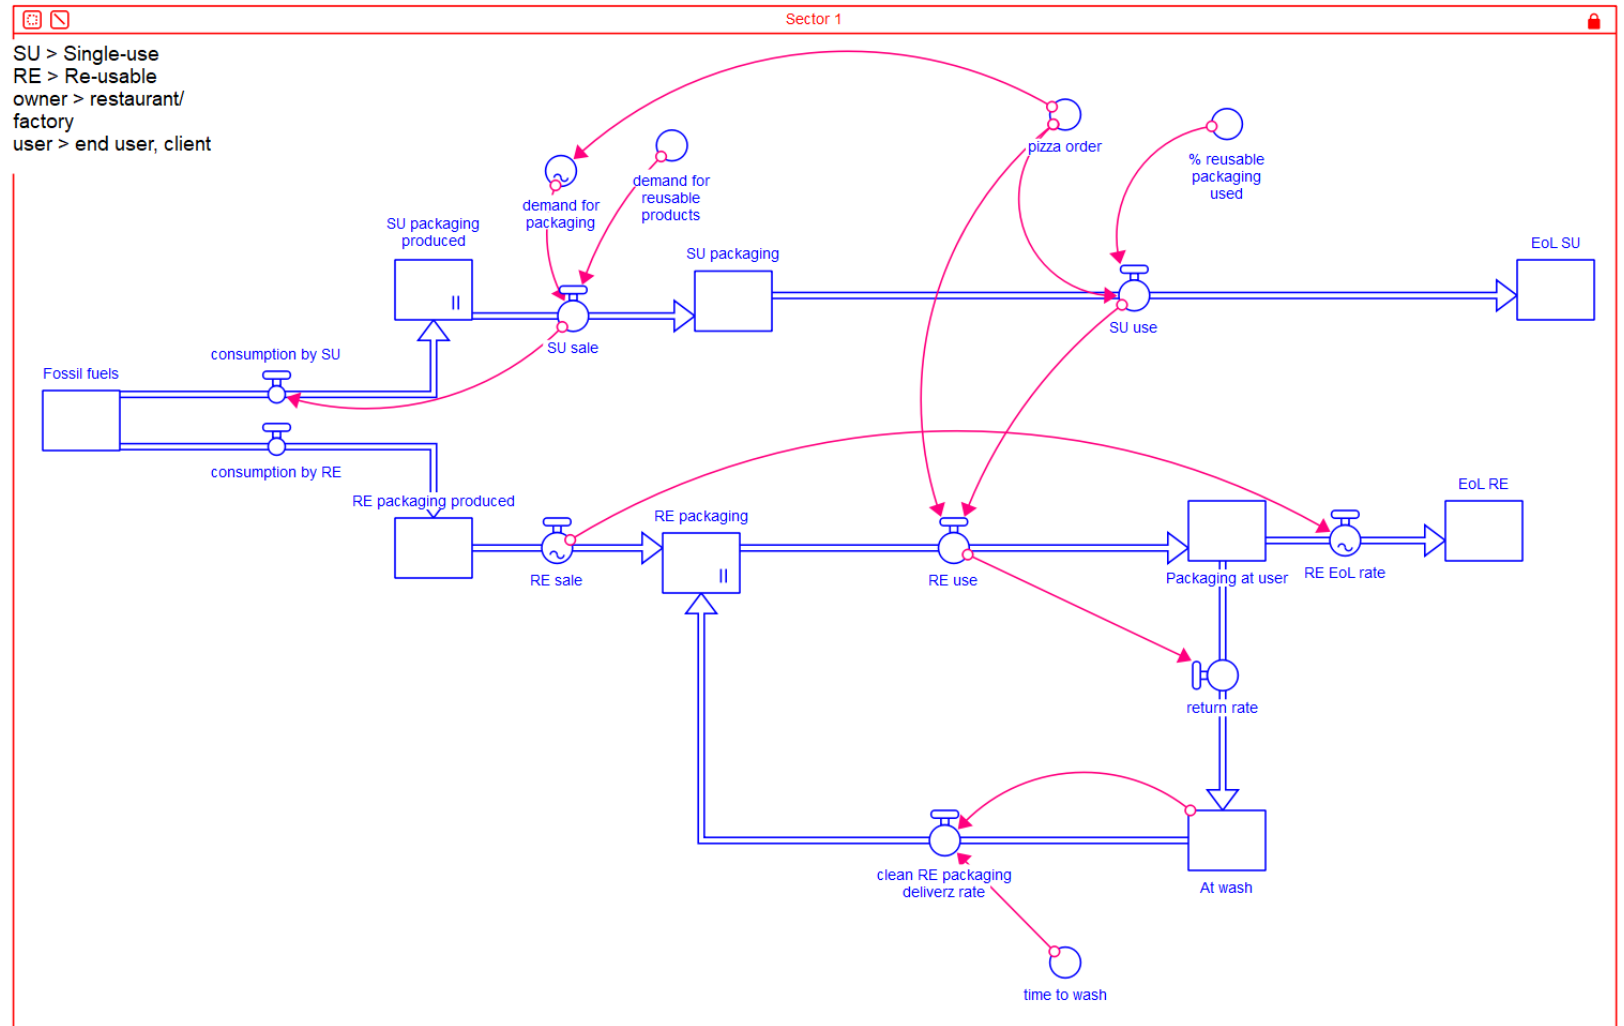 Sector 1
SU > Single-use
RE > Re-usable
owner > restaurant/
factory
user > end user, client
pizza order
% reusable
packaging
used
demand for
reusable
products
demand for
packaging
SU packaging
produced
SU packaging
EoL SU
SU use
SU sale
consumption by SU
Fossil fuels
consumption by RE
RE packaging produced
RE packaging
EoL RE
RE sale
RE use
Packaging at user
RE EoL rate
return rate
clean RE packaging
deliverz rate
At wash
time to wash